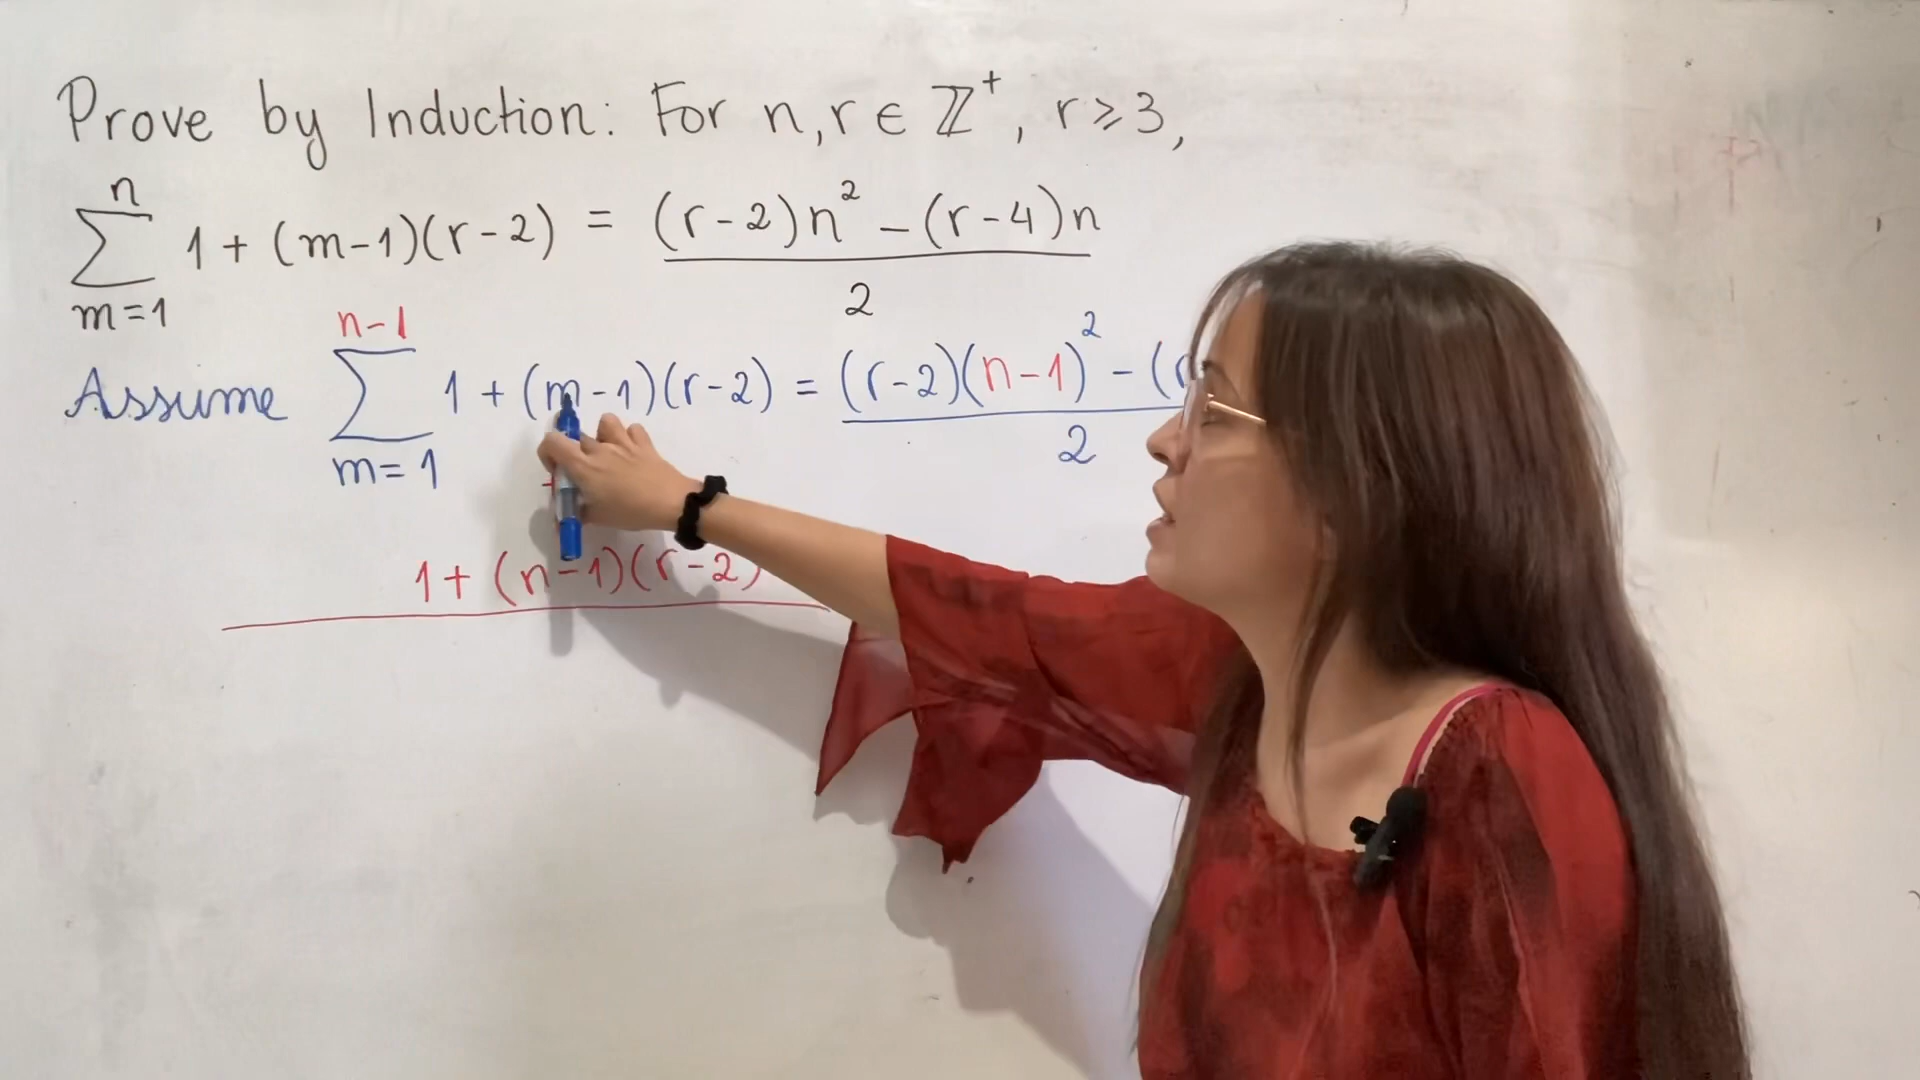 Prove by Induction: For n, r ∈ ℤ⁺, r ≥ 3,
n
∑ 1 + (m-1)(r-2) = (r-2)n² - (r-4)n
m=1
2
n-1
Assume ∑ 1 + (m-1)(r-2) = (r-2)(n-1)² - (r
m=1
2
1 + (n-1)(r-2)